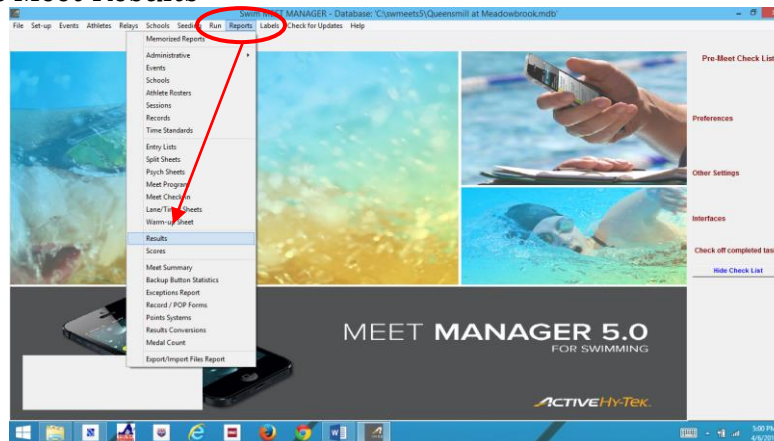 Swim MEET MANAGER - Database: 'C:\swmeets5\Queensmill at Meadowbrook.mdb'
File Set-up Events Athletes Relays Schools Seeding Run Reports Labels Check for Updates Help
Memorized Reports
Administrative
Events
Schools
Athlete Rosters
Sessions
Records
Time Standards
Entry Lists
Split Sheets
Psych Sheets
Meet Program
Meet Check-in
Lane/Timer Sheets
Warm-up Sheet
Results
Scores
Meet Summary
Backup Button Statistics
Exceptions Report
Record / POP Forms
Points Systems
Results Conversions
Medal Count
Export/Import Files Report
Pre-Meet Check List
Preferences
Other Settings
Interfaces
Check off completed tas
Hide Check List
MEET MANAGER 5.0
FOR SWIMMING
ACTIVE HY-TEK.
5:00 PM